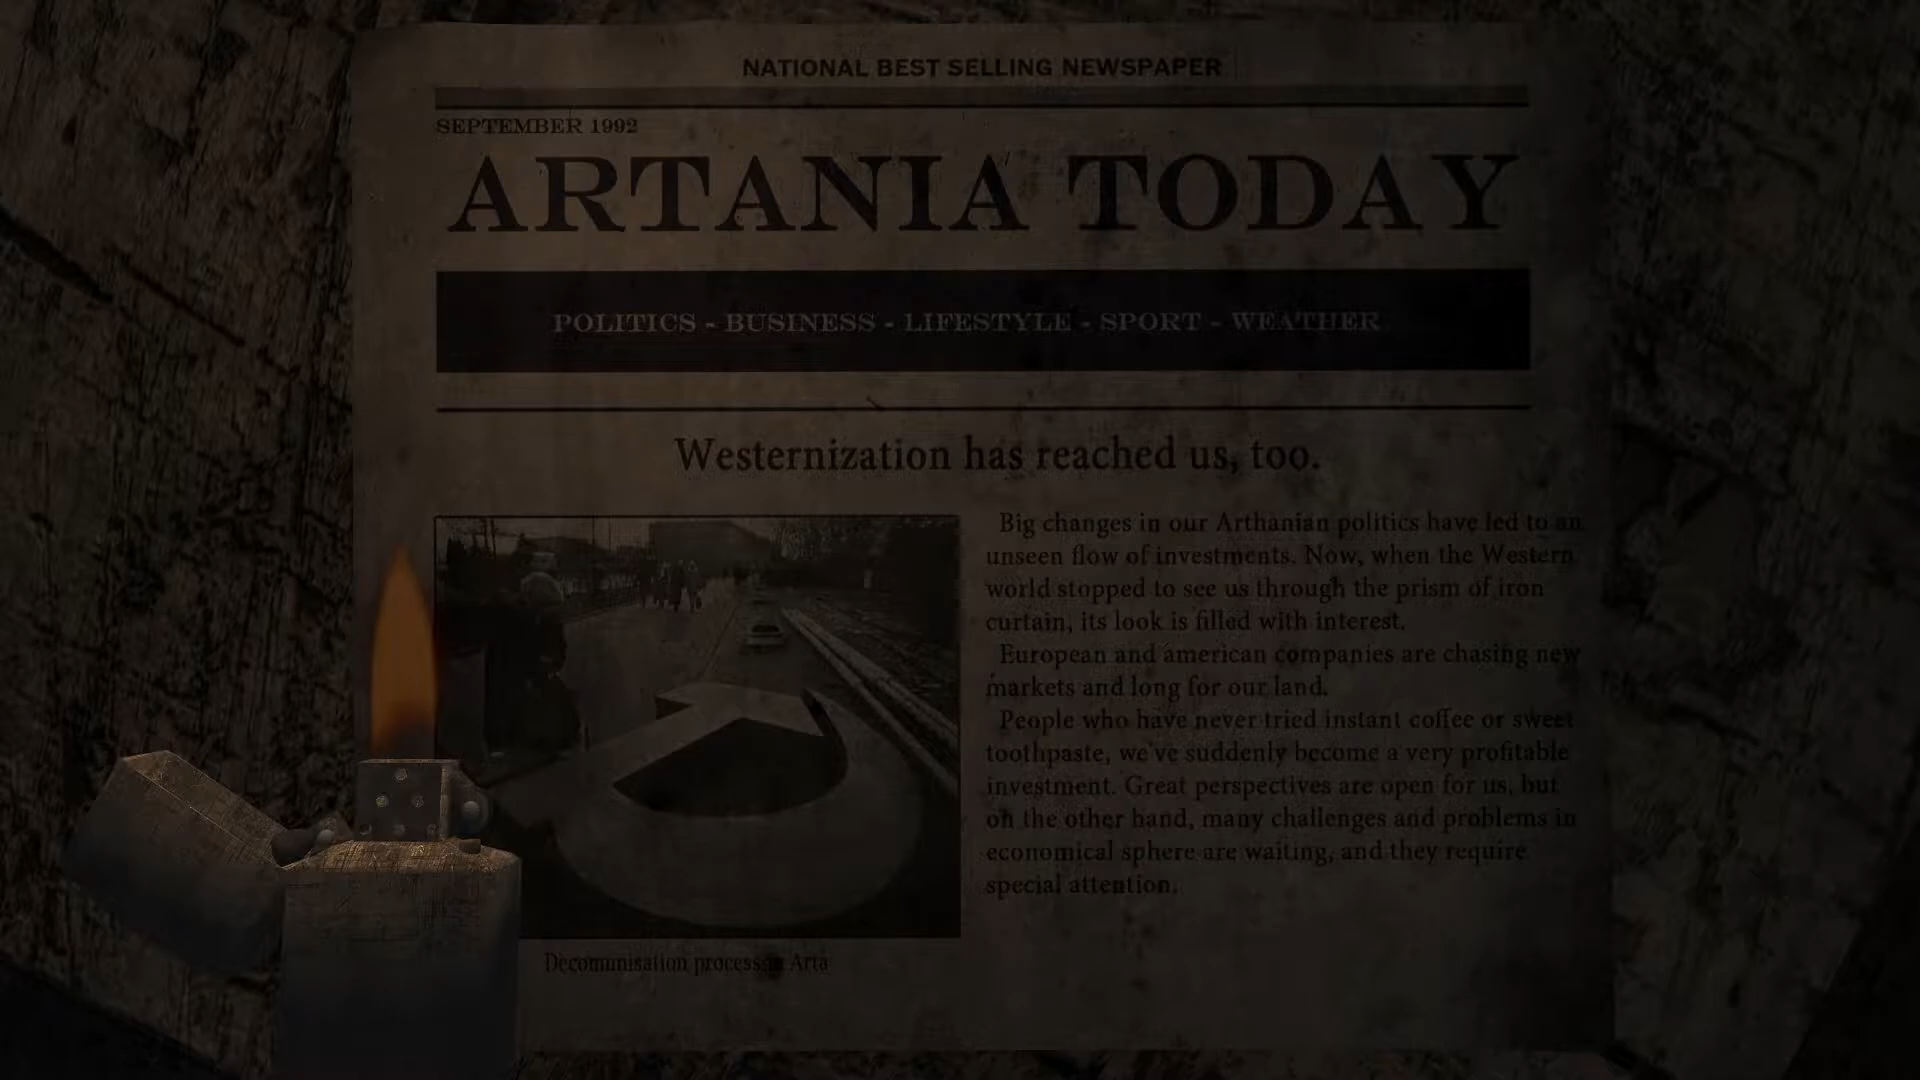 NATIONAL BEST SELLING NEWSPAPER
SEPTEMBER 1992
ARTANIA TODAY
POLITICS - BUSINESS - LIFESTYLE - SPORT - WEATHER
Westernization has reached us, too.
Big changes in our Arthanian politics have led to an
unseen flow of investments. Now, when the Western
world stopped to see us through the prism of iron
curtain, its look is filled with interest.
European and american companies are chasing new
markets and long for our land.
People who have never tried instant coffee or sweet
toothpaste, we've suddenly become a very profitable
investment. Great perspectives are open for us, but
on the other hand, many challenges and problems in
economical sphere are waiting, and they require
special attention.
Decomunisation process in Arta